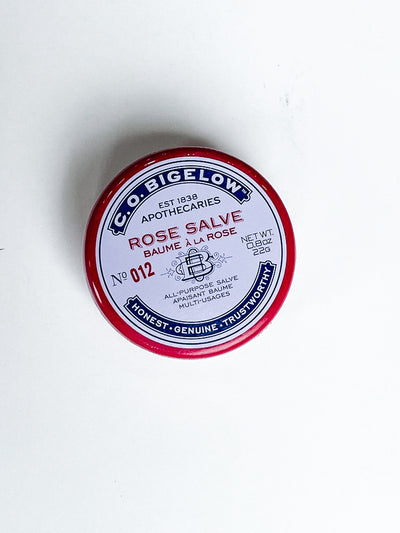 C.O. BIGELOW™
EST 1838
APOTHECARIES
ROSE SALVE
BAUME À LA ROSE
Nº 012
NET WT.
0.8OZ
22G
ALL-PURPOSE SALVE
APAISANT BAUME
MULTI-USAGES
HONEST · GENUINE · TRUSTWORTHY